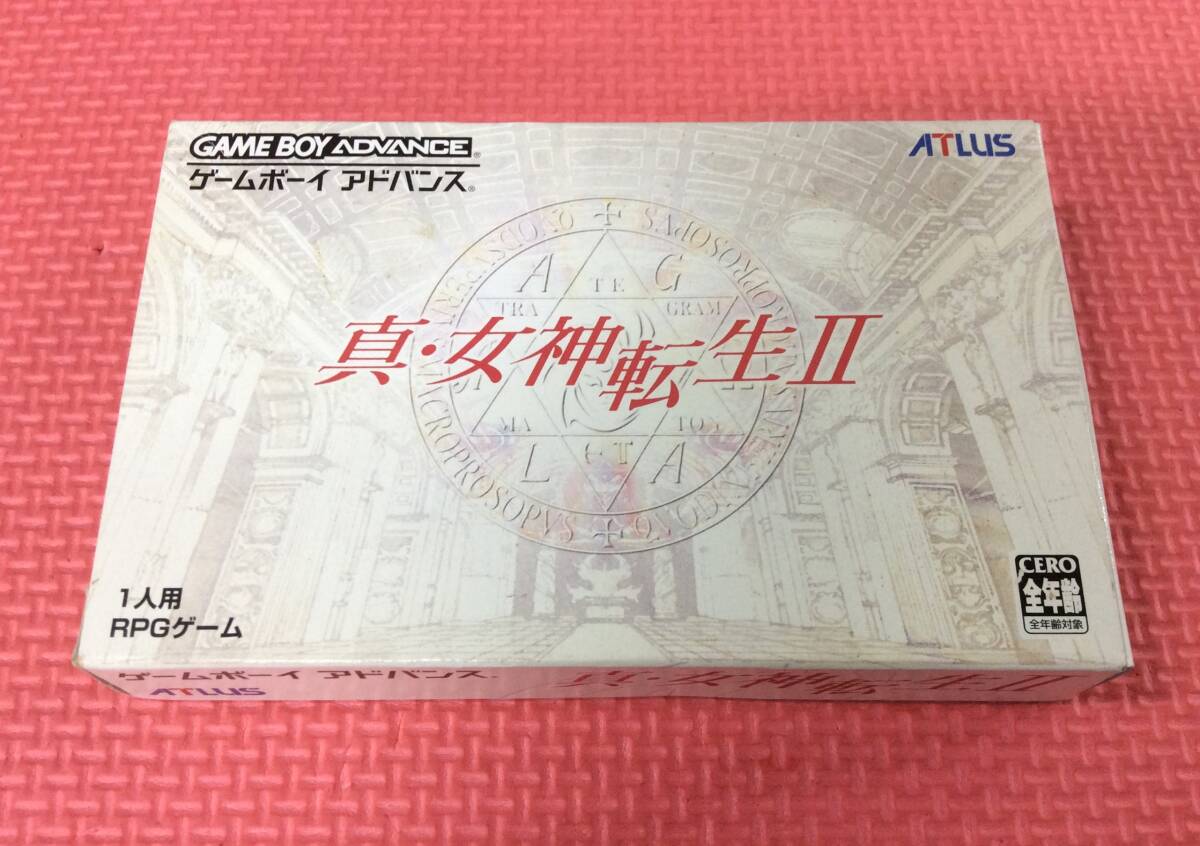 GAME BOY ADVANCE
ゲームボーイ アドバンス
ATLUS
A G
TE
TRA GRAM
真・女神転生II
MA TON
L A
1人用
RPGゲーム
CERO
全年齢
全年齢対象
ゲームボーイ アドバンス
真・女神転生II
ATLUS